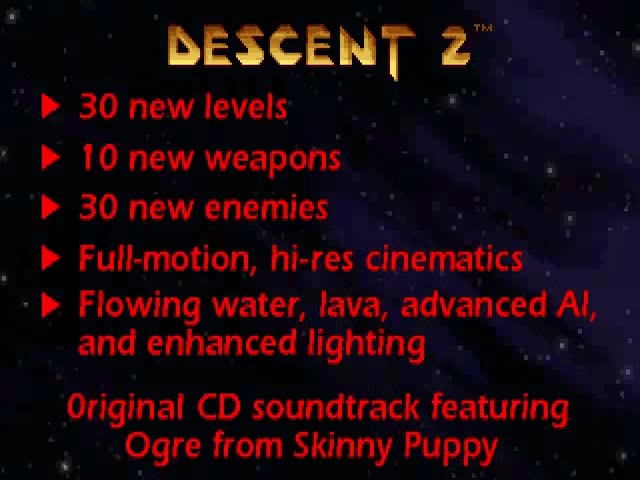 DESCENT 2™
30 new levels
10 new weapons
30 new enemies
Full-motion, hi-res cinematics
Flowing water, lava, advanced AI,
and enhanced lighting
Original CD soundtrack featuring
Ogre from Skinny Puppy